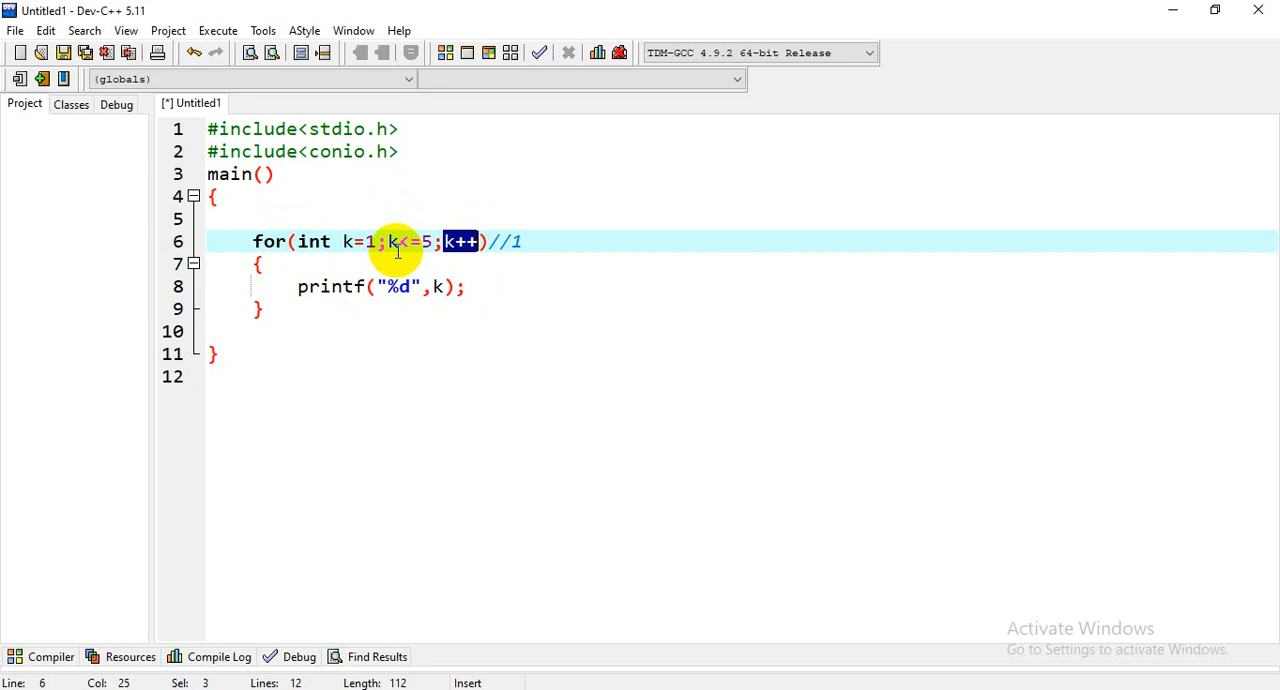 Untitled1 - Dev-C++ 5.11
File Edit Search View Project Execute Tools AStyle Window Help
TDM-GCC 4.9.2 64-bit Release
(globals)
Project Classes Debug [*] Untitled1
1 #include<stdio.h>
2 #include<conio.h>
3 main()
4 {
5
6 for(int k=1;k<=5;k++)//1
7 {
8 printf("%d",k);
9 }
10
11 }
12
Activate Windows
Go to Settings to activate Windows.
Compiler Resources Compile Log Debug Find Results
Line: 6 Col: 25 Sel: 3 Lines: 12 Length: 112 Insert